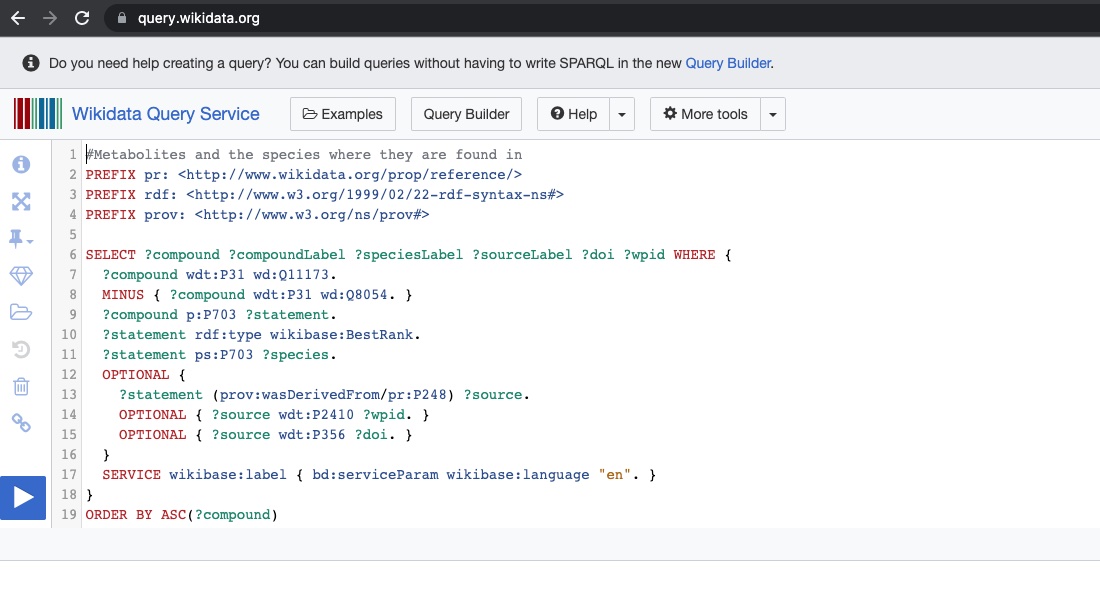 query.wikidata.org
Do you need help creating a query? You can build queries without having to write SPARQL in the new Query Builder.
Wikidata Query Service Examples Query Builder Help More tools
1 #Metabolites and the species where they are found in
2 PREFIX pr: <http://www.wikidata.org/prop/reference/>
3 PREFIX rdf: <http://www.w3.org/1999/02/22-rdf-syntax-ns#>
4 PREFIX prov: <http://www.w3.org/ns/prov#>
5
6 SELECT ?compound ?compoundLabel ?speciesLabel ?sourceLabel ?doi ?wpid WHERE {
7   ?compound wdt:P31 wd:Q11173.
8   MINUS { ?compound wdt:P31 wd:Q8054. }
9   ?compound p:P703 ?statement.
10   ?statement rdf:type wikibase:BestRank.
11   ?statement ps:P703 ?species.
12   OPTIONAL {
13     ?statement (prov:wasDerivedFrom/pr:P248) ?source.
14     OPTIONAL { ?source wdt:P2410 ?wpid. }
15     OPTIONAL { ?source wdt:P356 ?doi. }
16   }
17   SERVICE wikibase:label { bd:serviceParam wikibase:language "en". }
18 }
19 ORDER BY ASC(?compound)